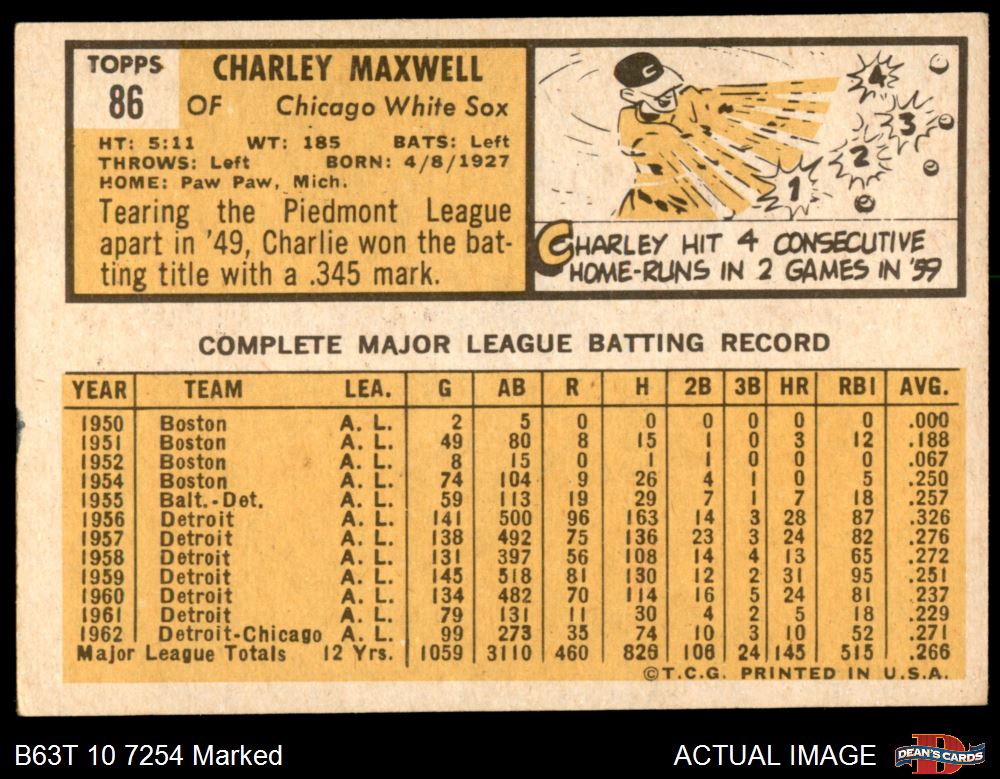 TOPPS
86
CHARLEY MAXWELL
OF Chicago White Sox
HT: 5:11 WT: 185 BATS: Left
THROWS: Left BORN: 4/8/1927
HOME: Paw Paw, Mich.
Tearing the Piedmont League
apart in '49, Charlie won the bat-
ting title with a .345 mark.
C
4
3
2
1
CHARLEY HIT 4 CONSECUTIVE
HOME-RUNS IN 2 GAMES IN '59
COMPLETE MAJOR LEAGUE BATTING RECORD
YEAR TEAM LEA. G AB R H 2B 3B HR RBI AVG.
1950 Boston A. L. 2 5 0 0 0 0 0 0 .000
1951 Boston A. L. 49 80 8 15 1 0 3 12 .188
1952 Boston A. L. 8 15 0 1 1 0 0 0 .067
1954 Boston A. L. 74 104 9 26 4 1 0 5 .250
1955 Balt.-Det. A. L. 59 113 19 29 7 1 7 18 .257
1956 Detroit A. L. 141 500 96 163 14 3 28 87 .326
1957 Detroit A. L. 138 492 75 136 23 3 24 82 .276
1958 Detroit A. L. 131 397 56 108 14 4 13 65 .272
1959 Detroit A. L. 145 518 81 130 12 2 31 95 .251
1960 Detroit A. L. 134 482 70 114 16 5 24 81 .237
1961 Detroit A. L. 79 131 11 30 4 2 5 18 .229
1962 Detroit-Chicago A. L. 99 273 35 74 10 3 10 52 .271
Major League Totals 12 Yrs. 1059 3110 460 826 106 24 145 515 .266
©T.C.G. PRINTED IN U.S.A.
B63T 10 7254 Marked
ACTUAL IMAGE
D
DEAN'S CARDS